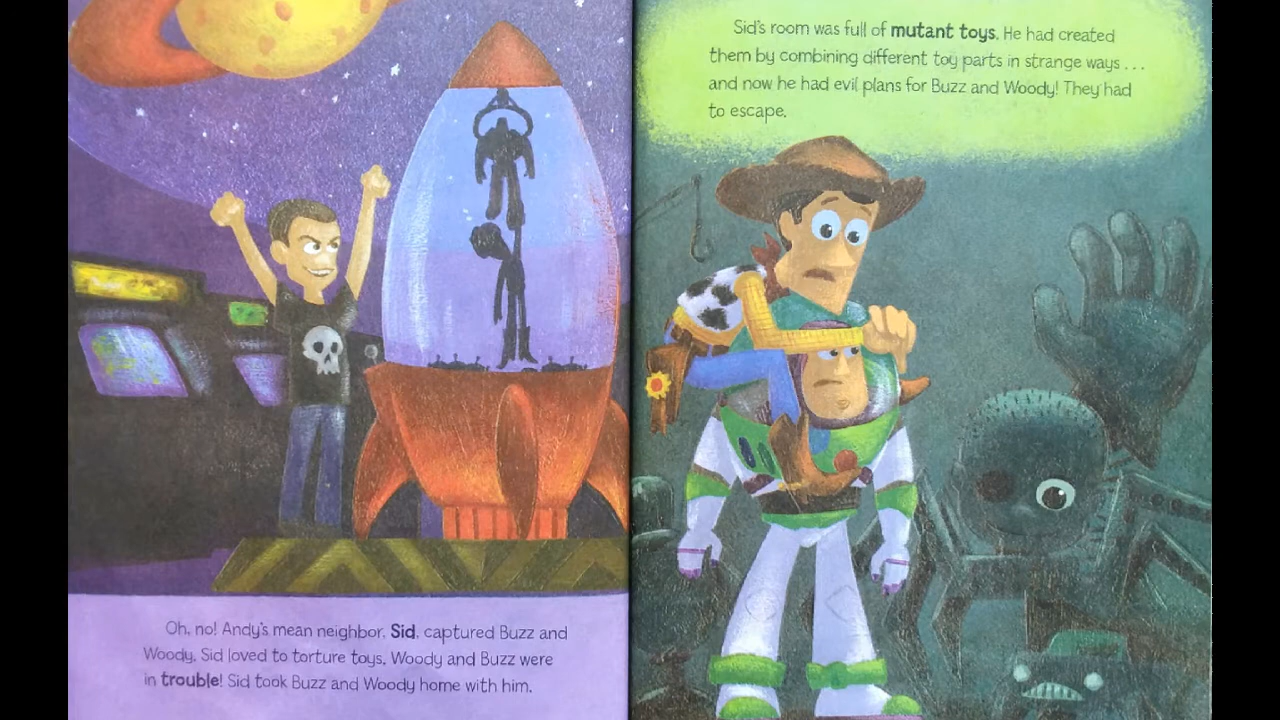 Oh, no! Andy's mean neighbor, Sid, captured Buzz and
Woody. Sid loved to torture toys. Woody and Buzz were
in trouble! Sid took Buzz and Woody home with him.
Sid's room was full of mutant toys. He had created
them by combining different toy parts in strange ways . . .
and now he had evil plans for Buzz and Woody! They had
to escape.